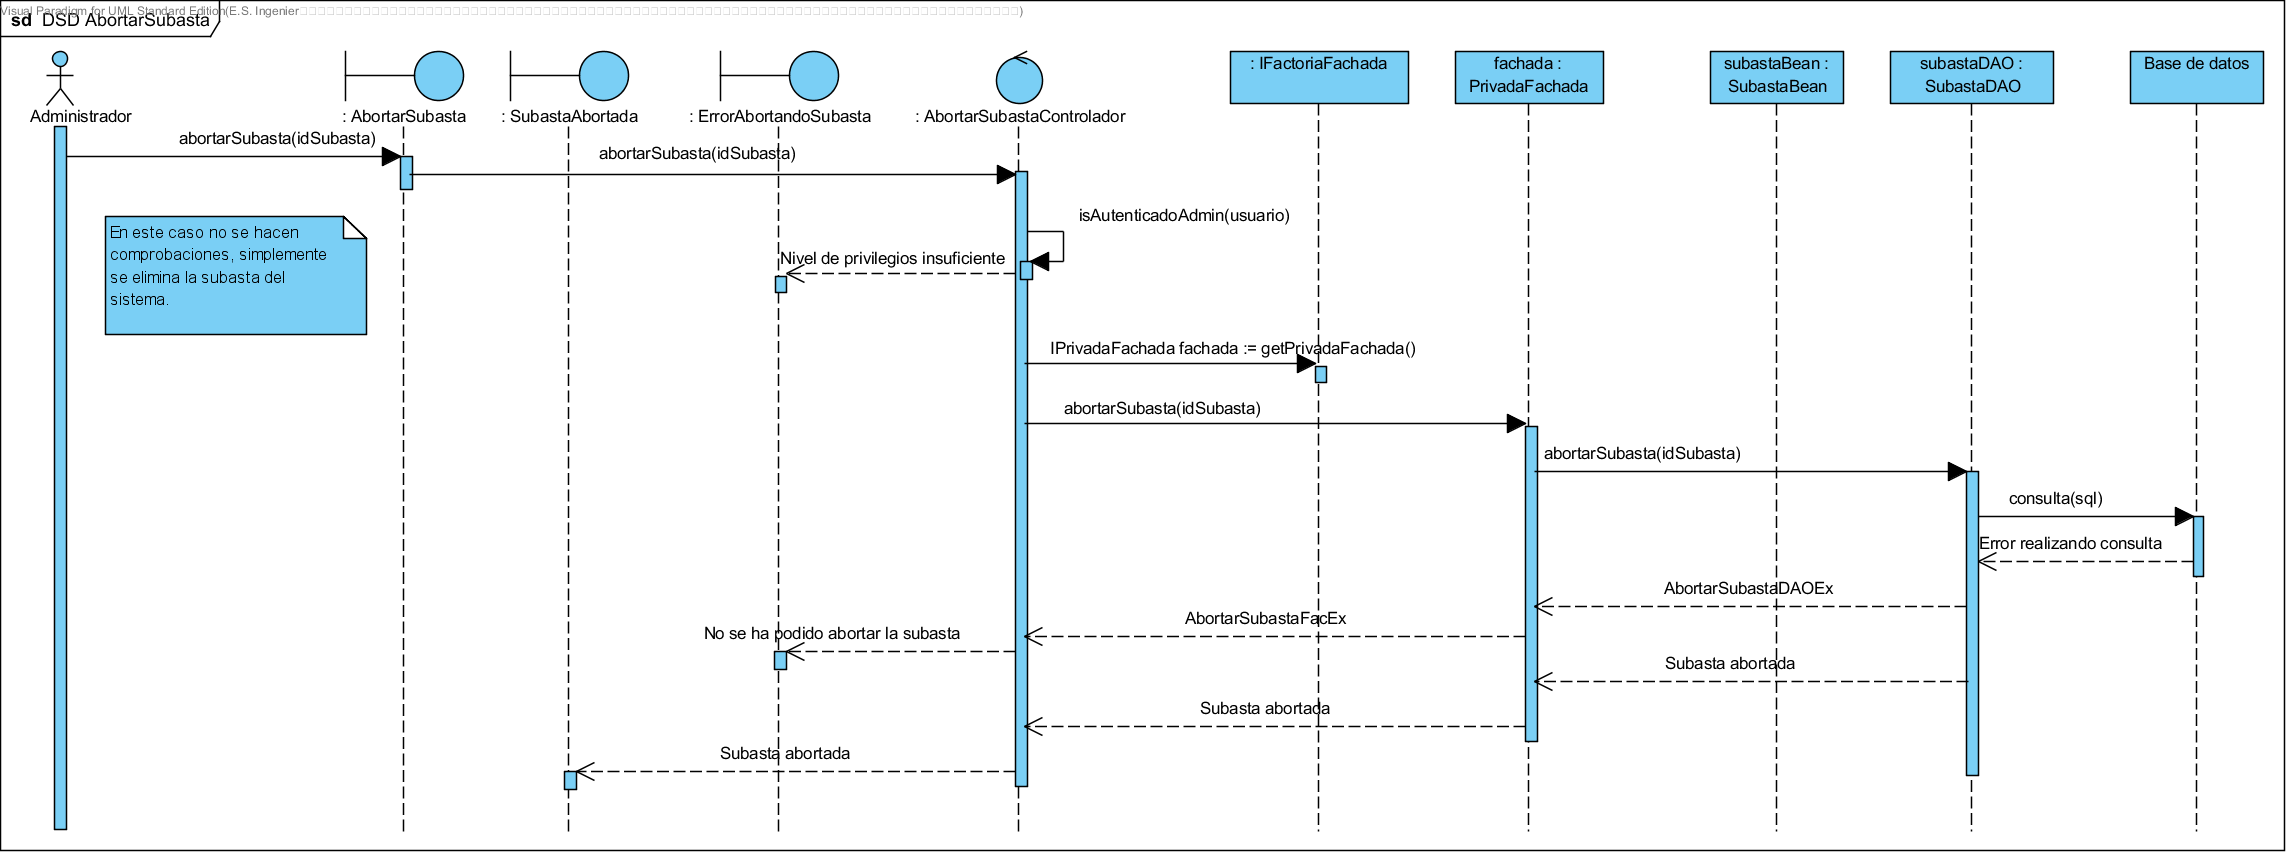 Visual Paradigm for UML Standard Edition(E.S. Ingenier
sd DSD AbortarSubasta
Administrador
: AbortarSubasta
: SubastaAbortada
: ErrorAbortandoSubasta
: AbortarSubastaControlador
: IFactoriaFachada
fachada :
PrivadaFachada
subastaBean :
SubastaBean
subastaDAO :
SubastaDAO
Base de datos
abortarSubasta(idSubasta)
abortarSubasta(idSubasta)
isAutenticadoAdmin(usuario)
En este caso no se hacen
comprobaciones, simplemente
se elimina la subasta del
sistema.
Nivel de privilegios insuficiente
IPrivadaFachada fachada := getPrivadaFachada()
abortarSubasta(idSubasta)
abortarSubasta(idSubasta)
consulta(sql)
Error realizando consulta
AbortarSubastaDAOEx
AbortarSubastaFacEx
No se ha podido abortar la subasta
Subasta abortada
Subasta abortada
Subasta abortada